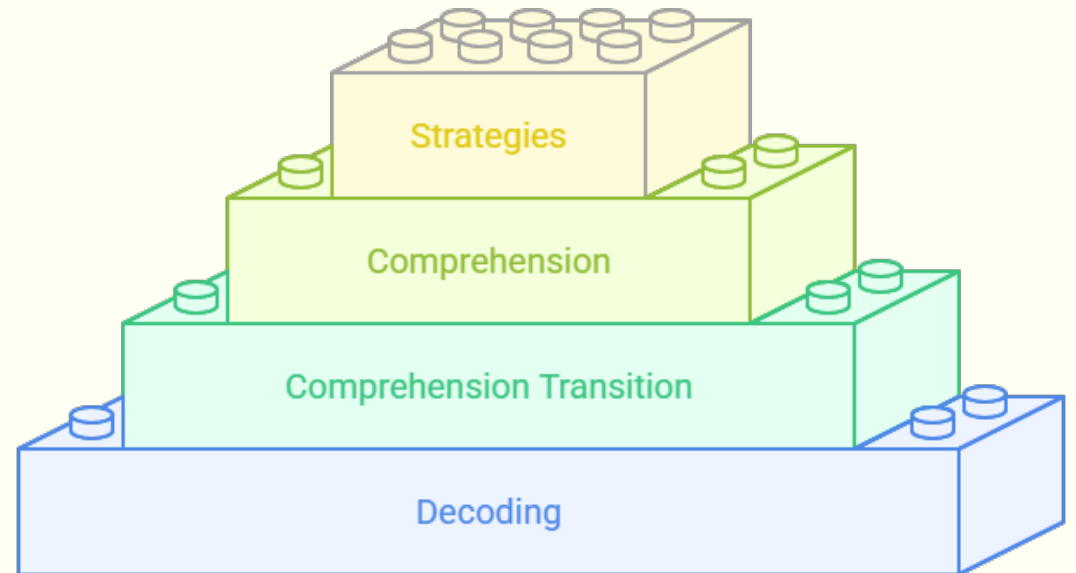 Strategies
Comprehension
Comprehension Transition
Decoding